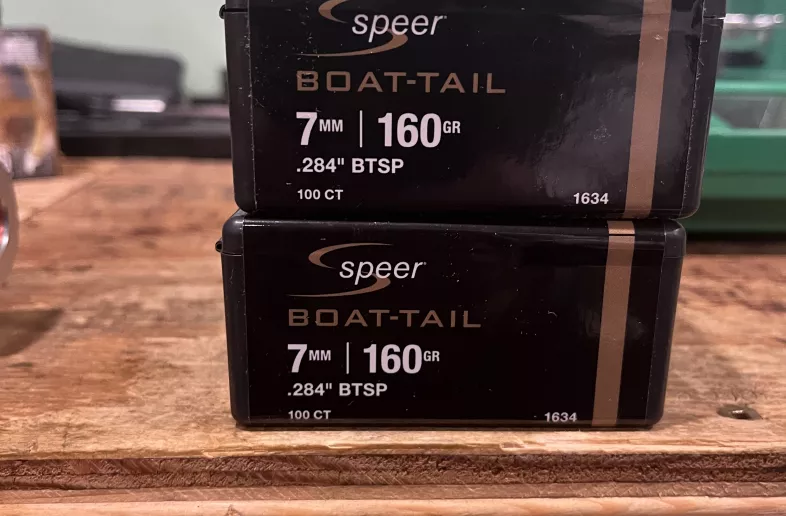 speer
BOAT-TAIL
7MM | 160GR
.284" BTSP
100 CT 1634
speer
BOAT-TAIL
7MM | 160GR
.284" BTSP
100 CT 1634